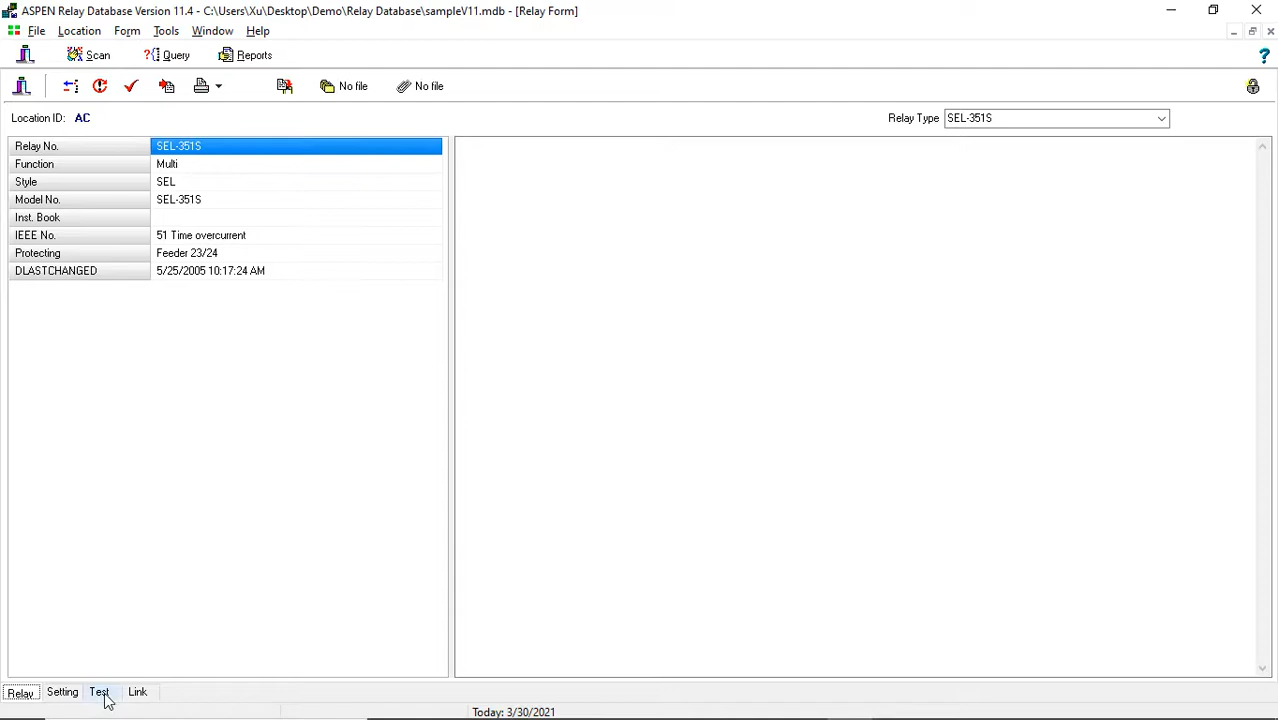 ASPEN Relay Database Version 11.4 - C:\Users\Xu\Desktop\Demo\Relay Database\sampleV11.mdb - [Relay Form]
File Location Form Tools Window Help
Scan Query Reports
No file No file
Location ID: AC Relay Type SEL-351S
Relay No. SEL-351S
Function Multi
Style SEL
Model No. SEL-351S
Inst. Book
IEEE No. 51 Time overcurrent
Protecting Feeder 23/24
DLASTCHANGED 5/25/2005 10:17:24 AM
Relay Setting Test Link
Today: 3/30/2021